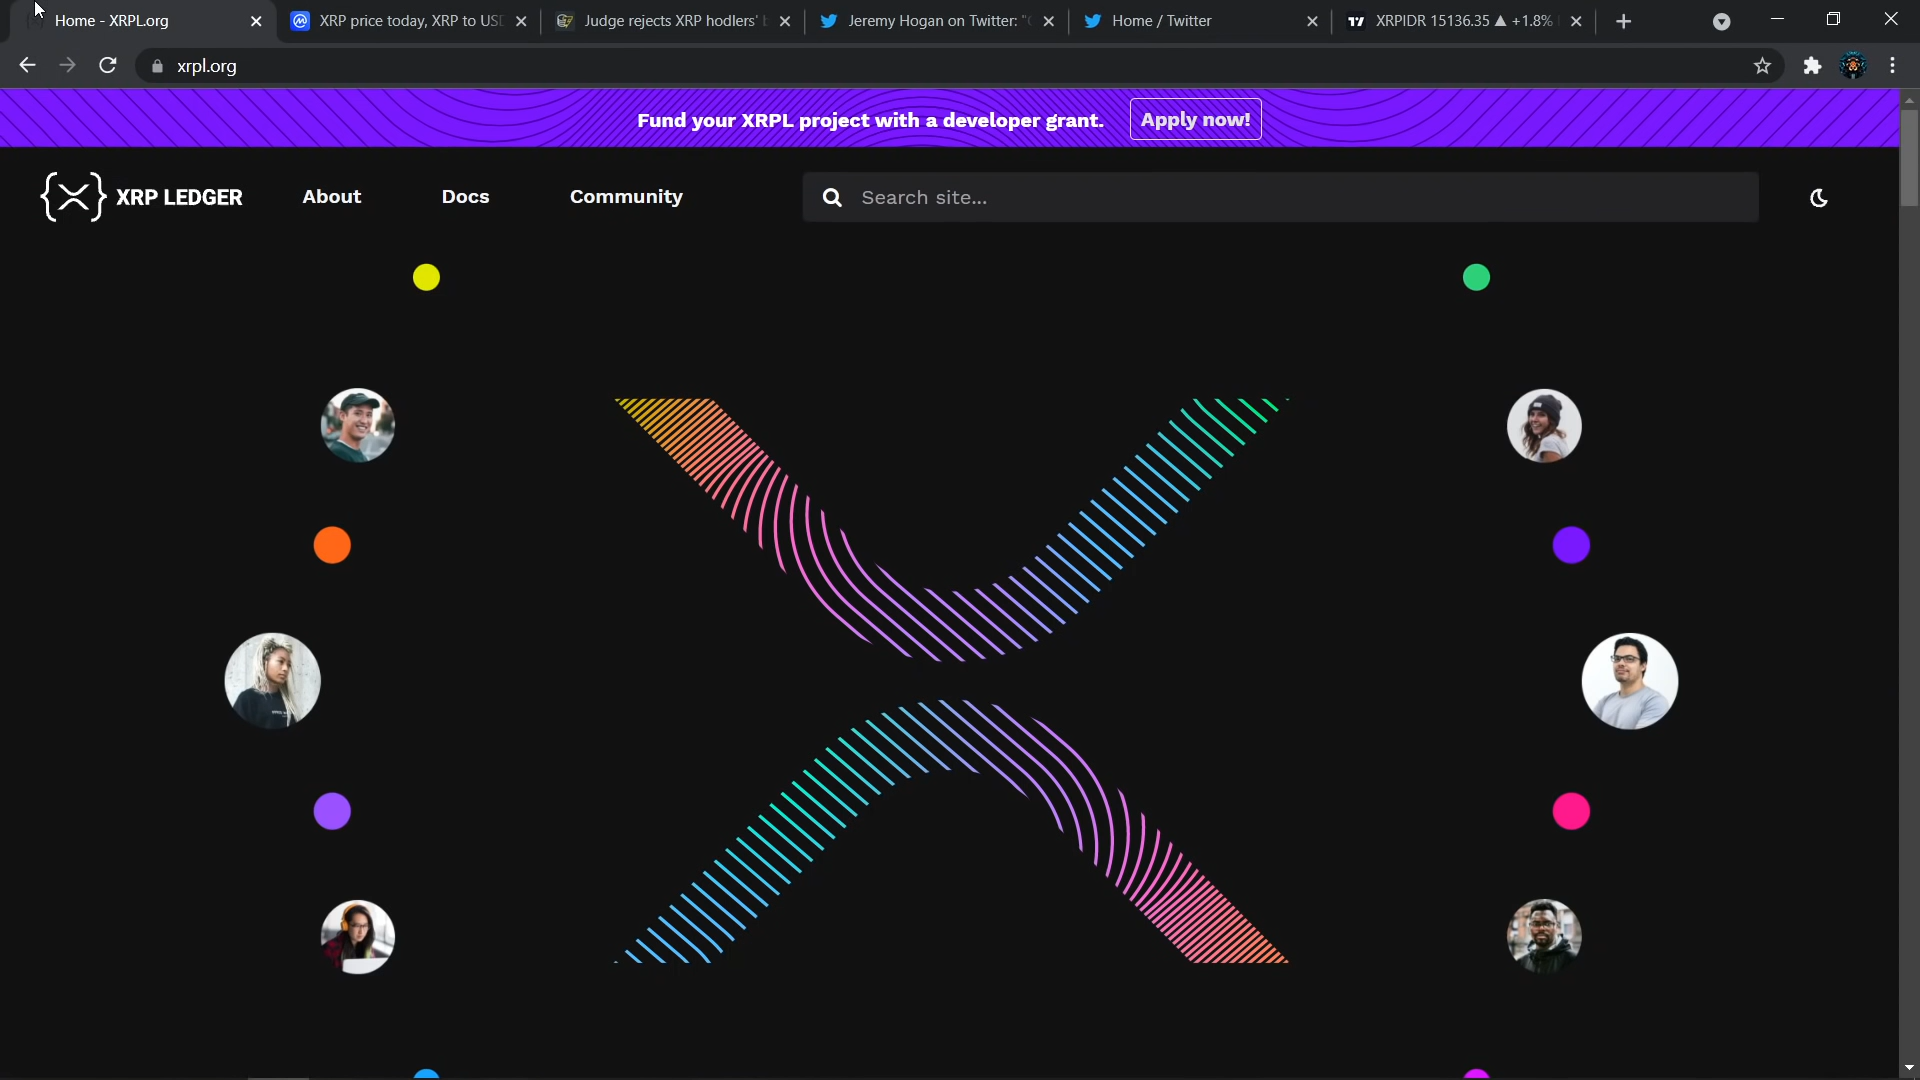 Home - XRPL.org
XRP price today, XRP to US
Judge rejects XRP hodlers'
Jeremy Hogan on Twitter: "
Home / Twitter
XRPIDR 15136.35 ▲ +1.8%
xrpl.org
Fund your XRPL project with a developer grant. Apply now!
XRP LEDGER About Docs Community Search site...